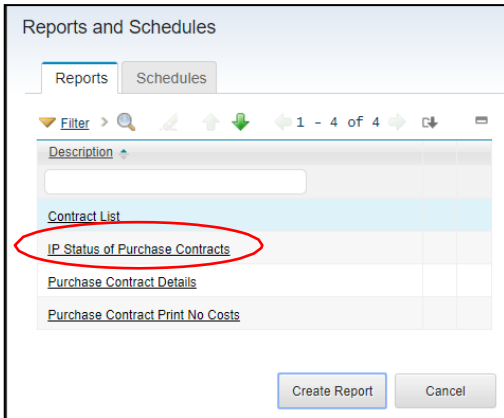 Reports and Schedules
Reports Schedules
Filter > 1 - 4 of 4
Description
Contract List
IP Status of Purchase Contracts
Purchase Contract Details
Purchase Contract Print No Costs
Create Report Cancel